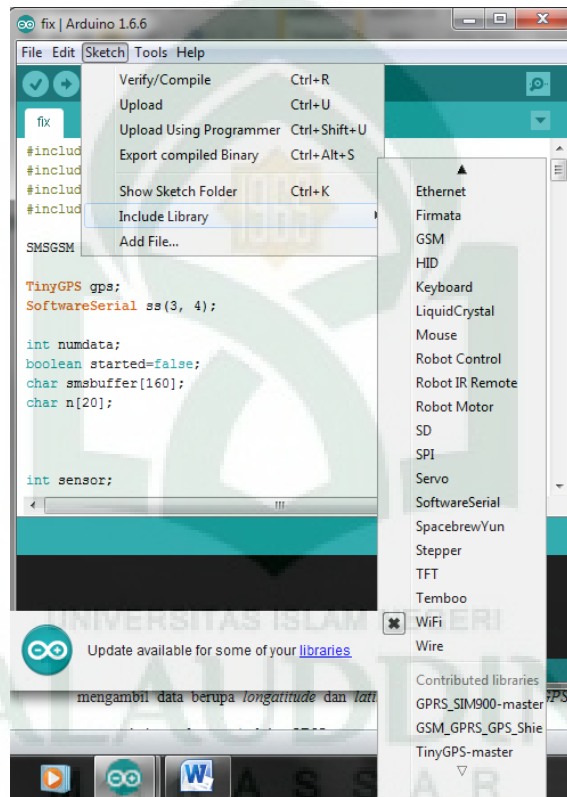 fix | Arduino 1.6.6
File Edit Sketch Tools Help
Verify/Compile Ctrl+R
Upload Ctrl+U
Upload Using Programmer Ctrl+Shift+U
Export compiled Binary Ctrl+Alt+S
Show Sketch Folder Ctrl+K
Include Library
Add File...
fix
#includ
#includ
#includ
#includ
SMSGSM
TinyGPS gps;
SoftwareSerial ss(3, 4);
int numdata;
boolean started=false;
char smsbuffer[160];
char n[20];
int sensor;
Ethernet
Firmata
GSM
HID
Keyboard
LiquidCrystal
Mouse
Robot Control
Robot IR Remote
Robot Motor
SD
SPI
Servo
SoftwareSerial
SpacebrewYun
Stepper
TFT
Temboo
WiFi
Wire
Contributed libraries
GPRS_SIM900-master
GSM_GPRS_GPS_Shie
TinyGPS-master
UNIVERSITAS ISLAM NEGERI
Update available for some of your libraries
ALAUDDIN
mengambil data berupa longatitude dan lati GPS
ASSAR